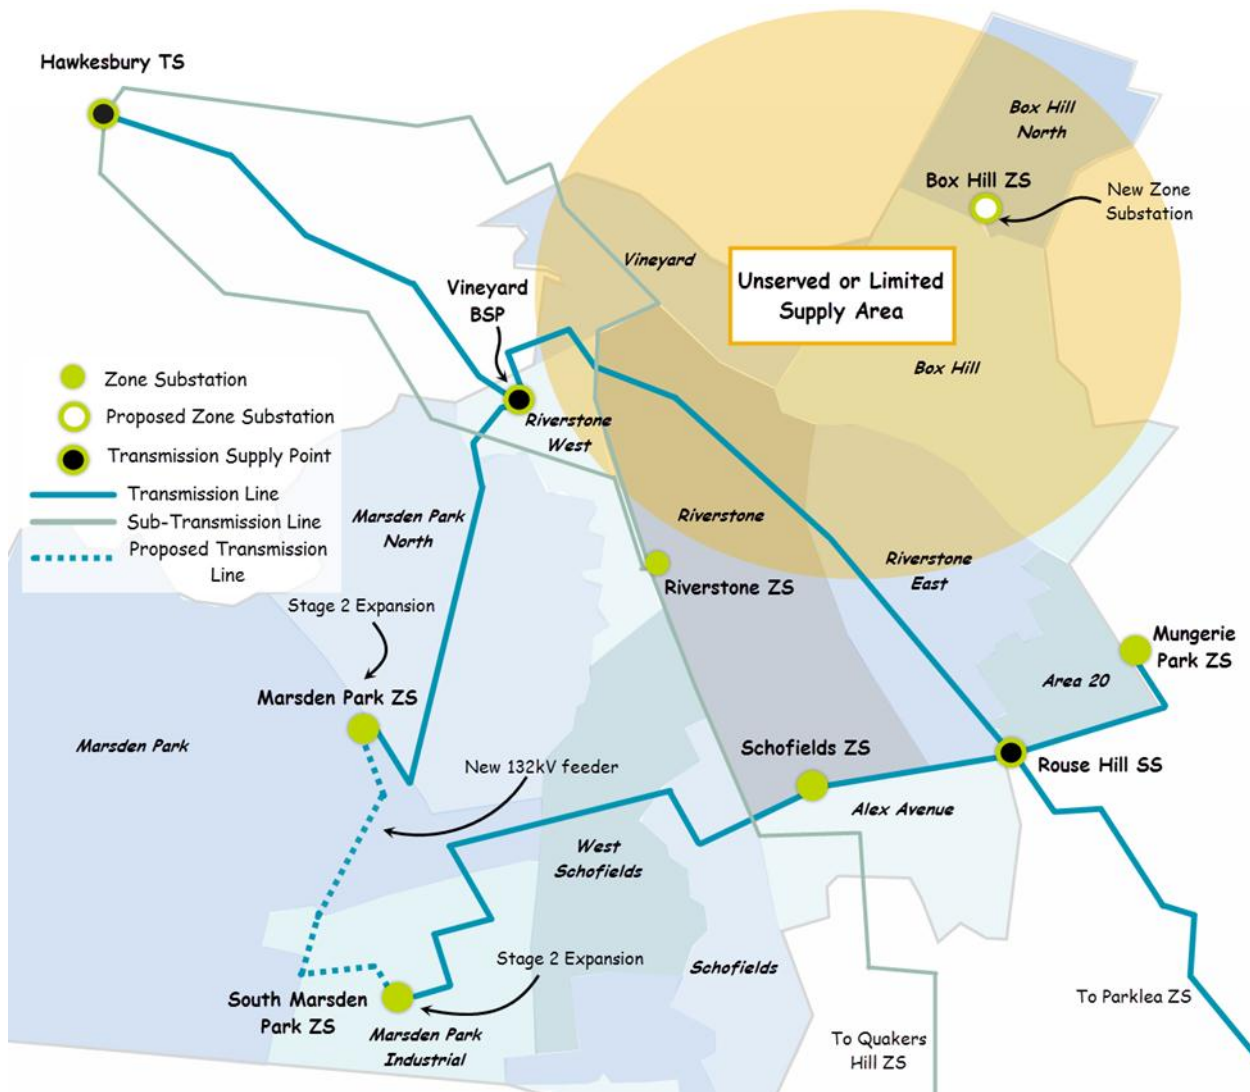 Hawkesbury TS
Box Hill
North
Box Hill ZS
New Zone
Substation
Vineyard
Unserved or Limited
Supply Area
Vineyard
BSP
Box Hill
Zone Substation
Proposed Zone Substation
Transmission Supply Point
Transmission Line
Sub-Transmission Line
Proposed Transmission
Line
Riverstone
West
Marsden Park
North
Riverstone
Riverstone
East
Riverstone ZS
Stage 2 Expansion
Mungerie
Park ZS
Area 20
Marsden Park ZS
Marsden Park
New 132kV feeder
Schofields ZS
Rouse Hill SS
Alex Avenue
West
Schofields
Stage 2 Expansion
Schofields
South Marsden
Park ZS
Marsden Park
Industrial
To Quakers
Hill ZS
To Parklea ZS